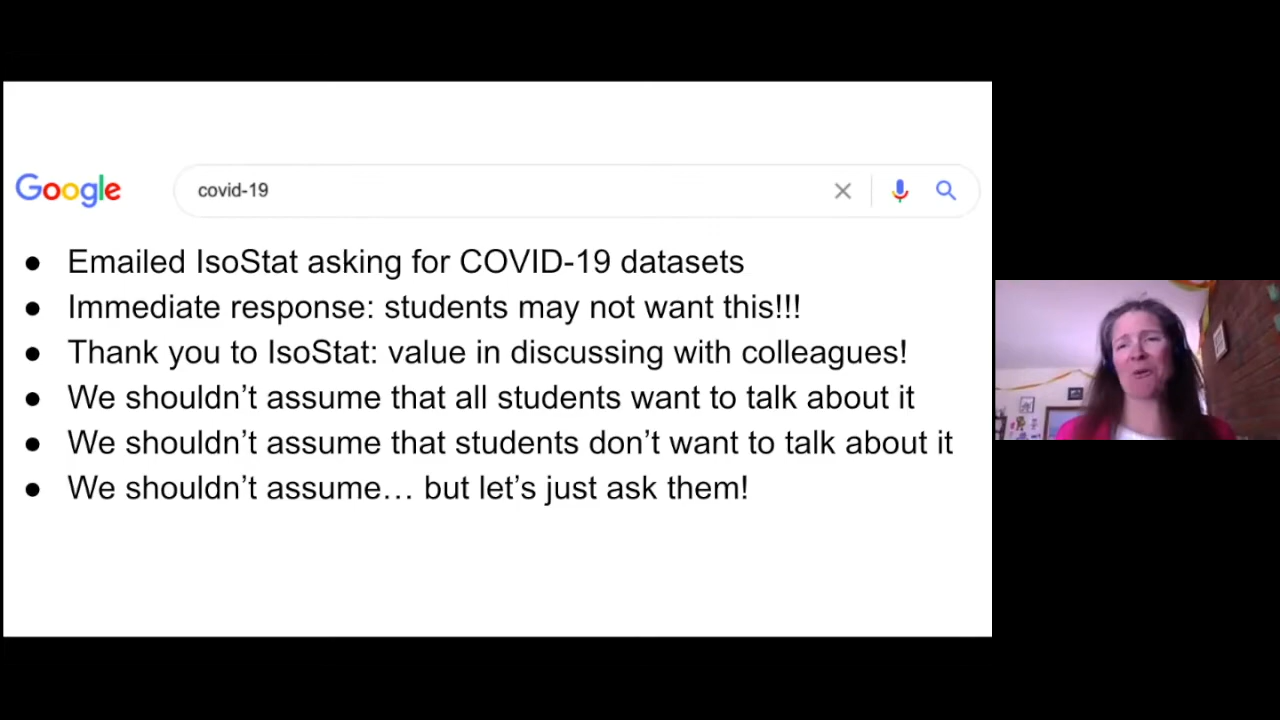 Google
covid-19
● Emailed IsoStat asking for COVID-19 datasets
● Immediate response: students may not want this!!!
● Thank you to IsoStat: value in discussing with colleagues!
● We shouldn’t assume that all students want to talk about it
● We shouldn’t assume that students don’t want to talk about it
● We shouldn’t assume… but let’s just ask them!